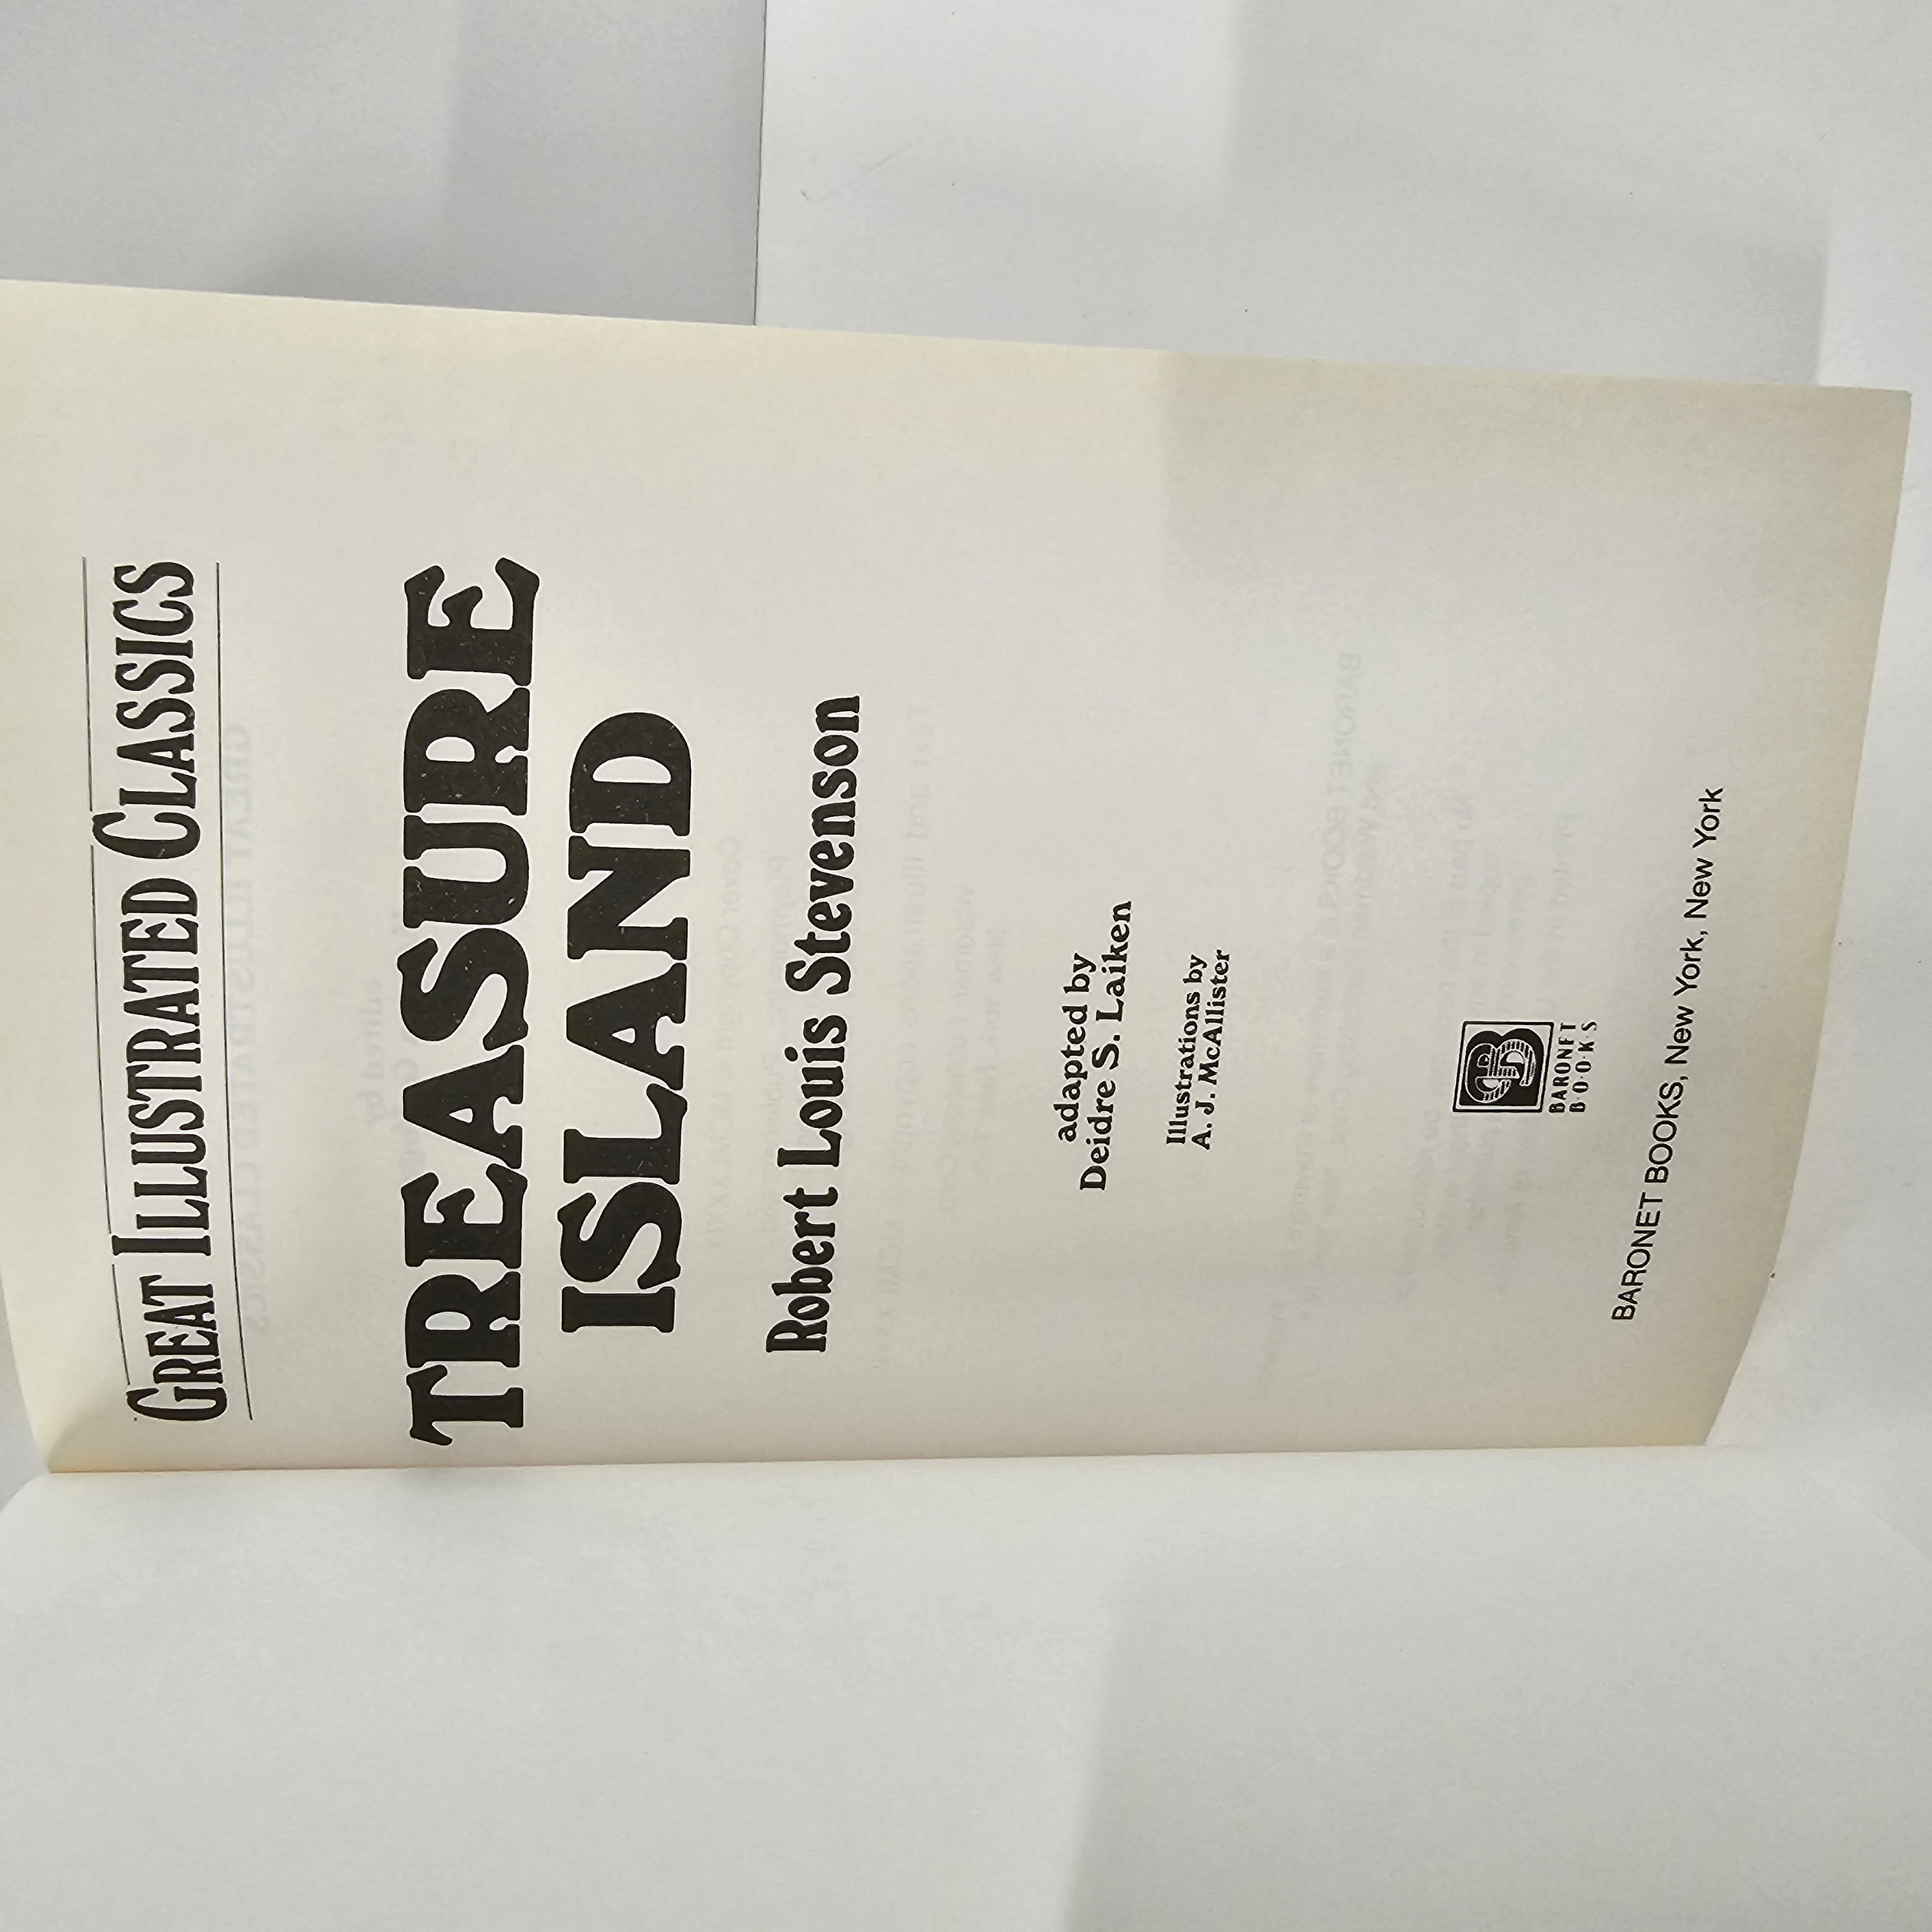 GREAT ILLUSTRATED CLASSICS
TREASURE
ISLAND
Robert Louis Stevenson
adapted by
Deidre S. Laiken
Illustrations by
A. J. McAllister
B
BARONET
B·O·O·K·S
BARONET BOOKS, New York, New York